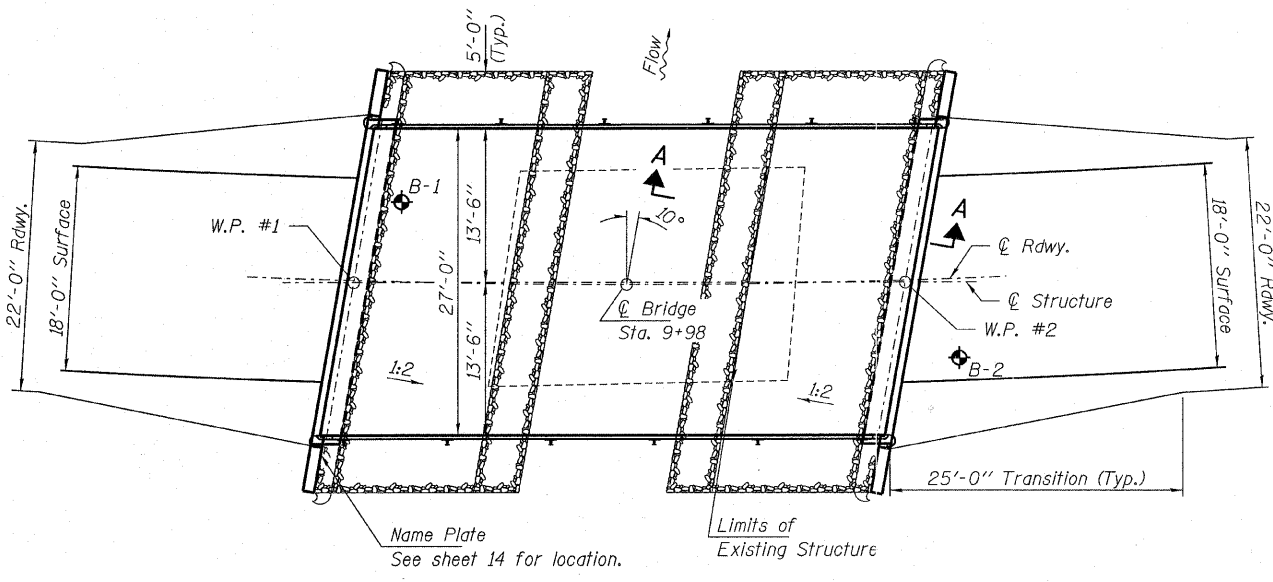 5'-0"
(Typ.)
Flow
A
10°
B-1
13'-6"
W.P. #1
27'-0"
22'-0" Rdwy.
18'-0" Surface
A
℄ Rdwy.
℄ Structure
W.P. #2
18'-0" Surface
22'-0" Rdwy.
℄ Bridge
Sta. 9+98
13'-6"
1:2
1:2
B-2
25'-0" Transition (Typ.)
Name Plate
See sheet 14 for location.
Limits of
Existing Structure